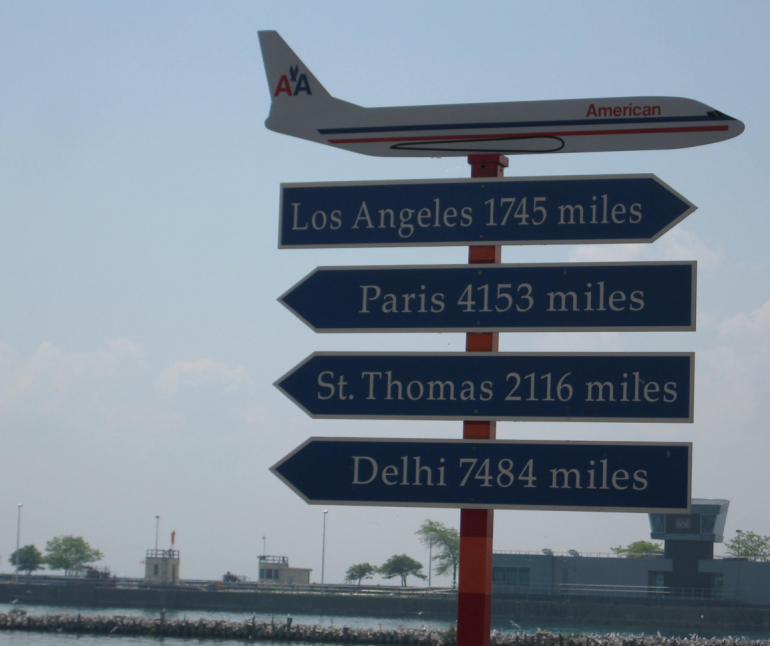 AA
American
Los Angeles 1745 miles
Paris 4153 miles
St. Thomas 2116 miles
Delhi 7484 miles